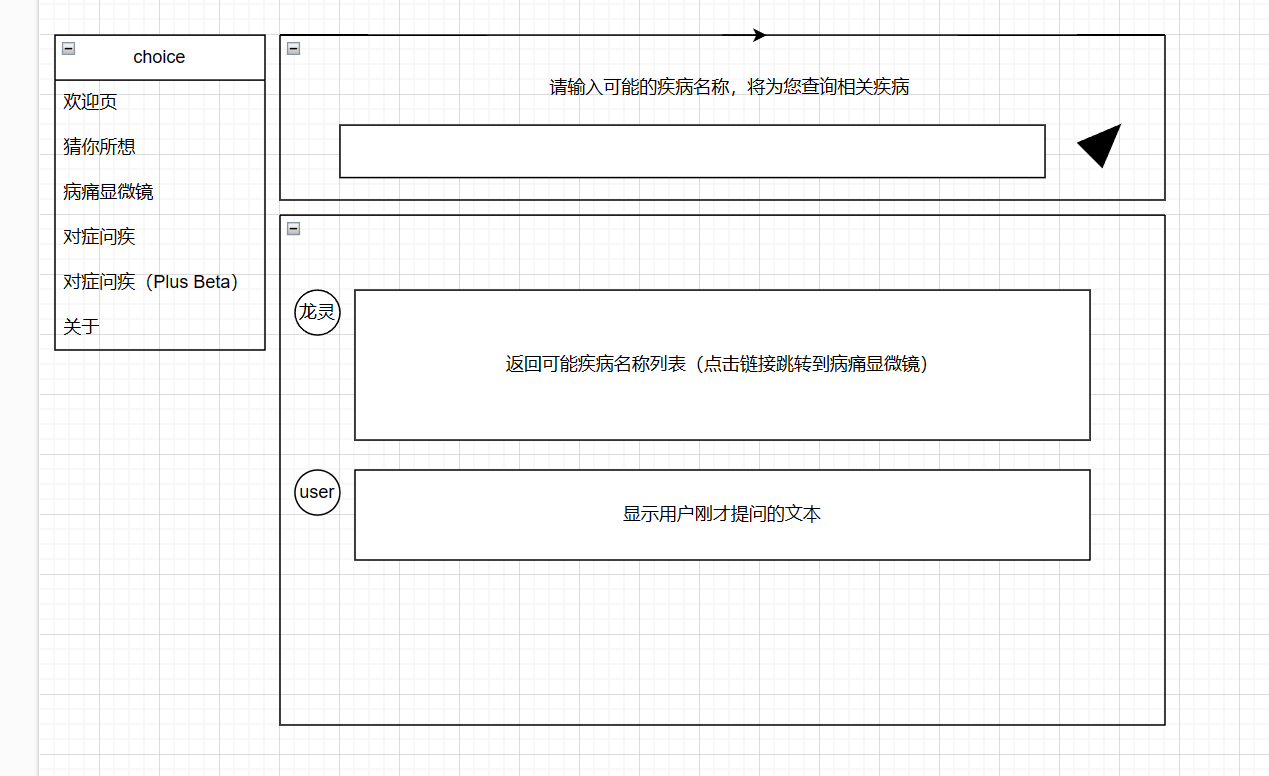 choice
欢迎页
猜你所想
病痛显微镜
对症问疾
对症问疾（Plus Beta）
关于
请输入可能的疾病名称，将为您查询相关疾病
龙灵
返回可能疾病名称列表（点击链接跳转到病痛显微镜）
user
显示用户刚才提问的文本